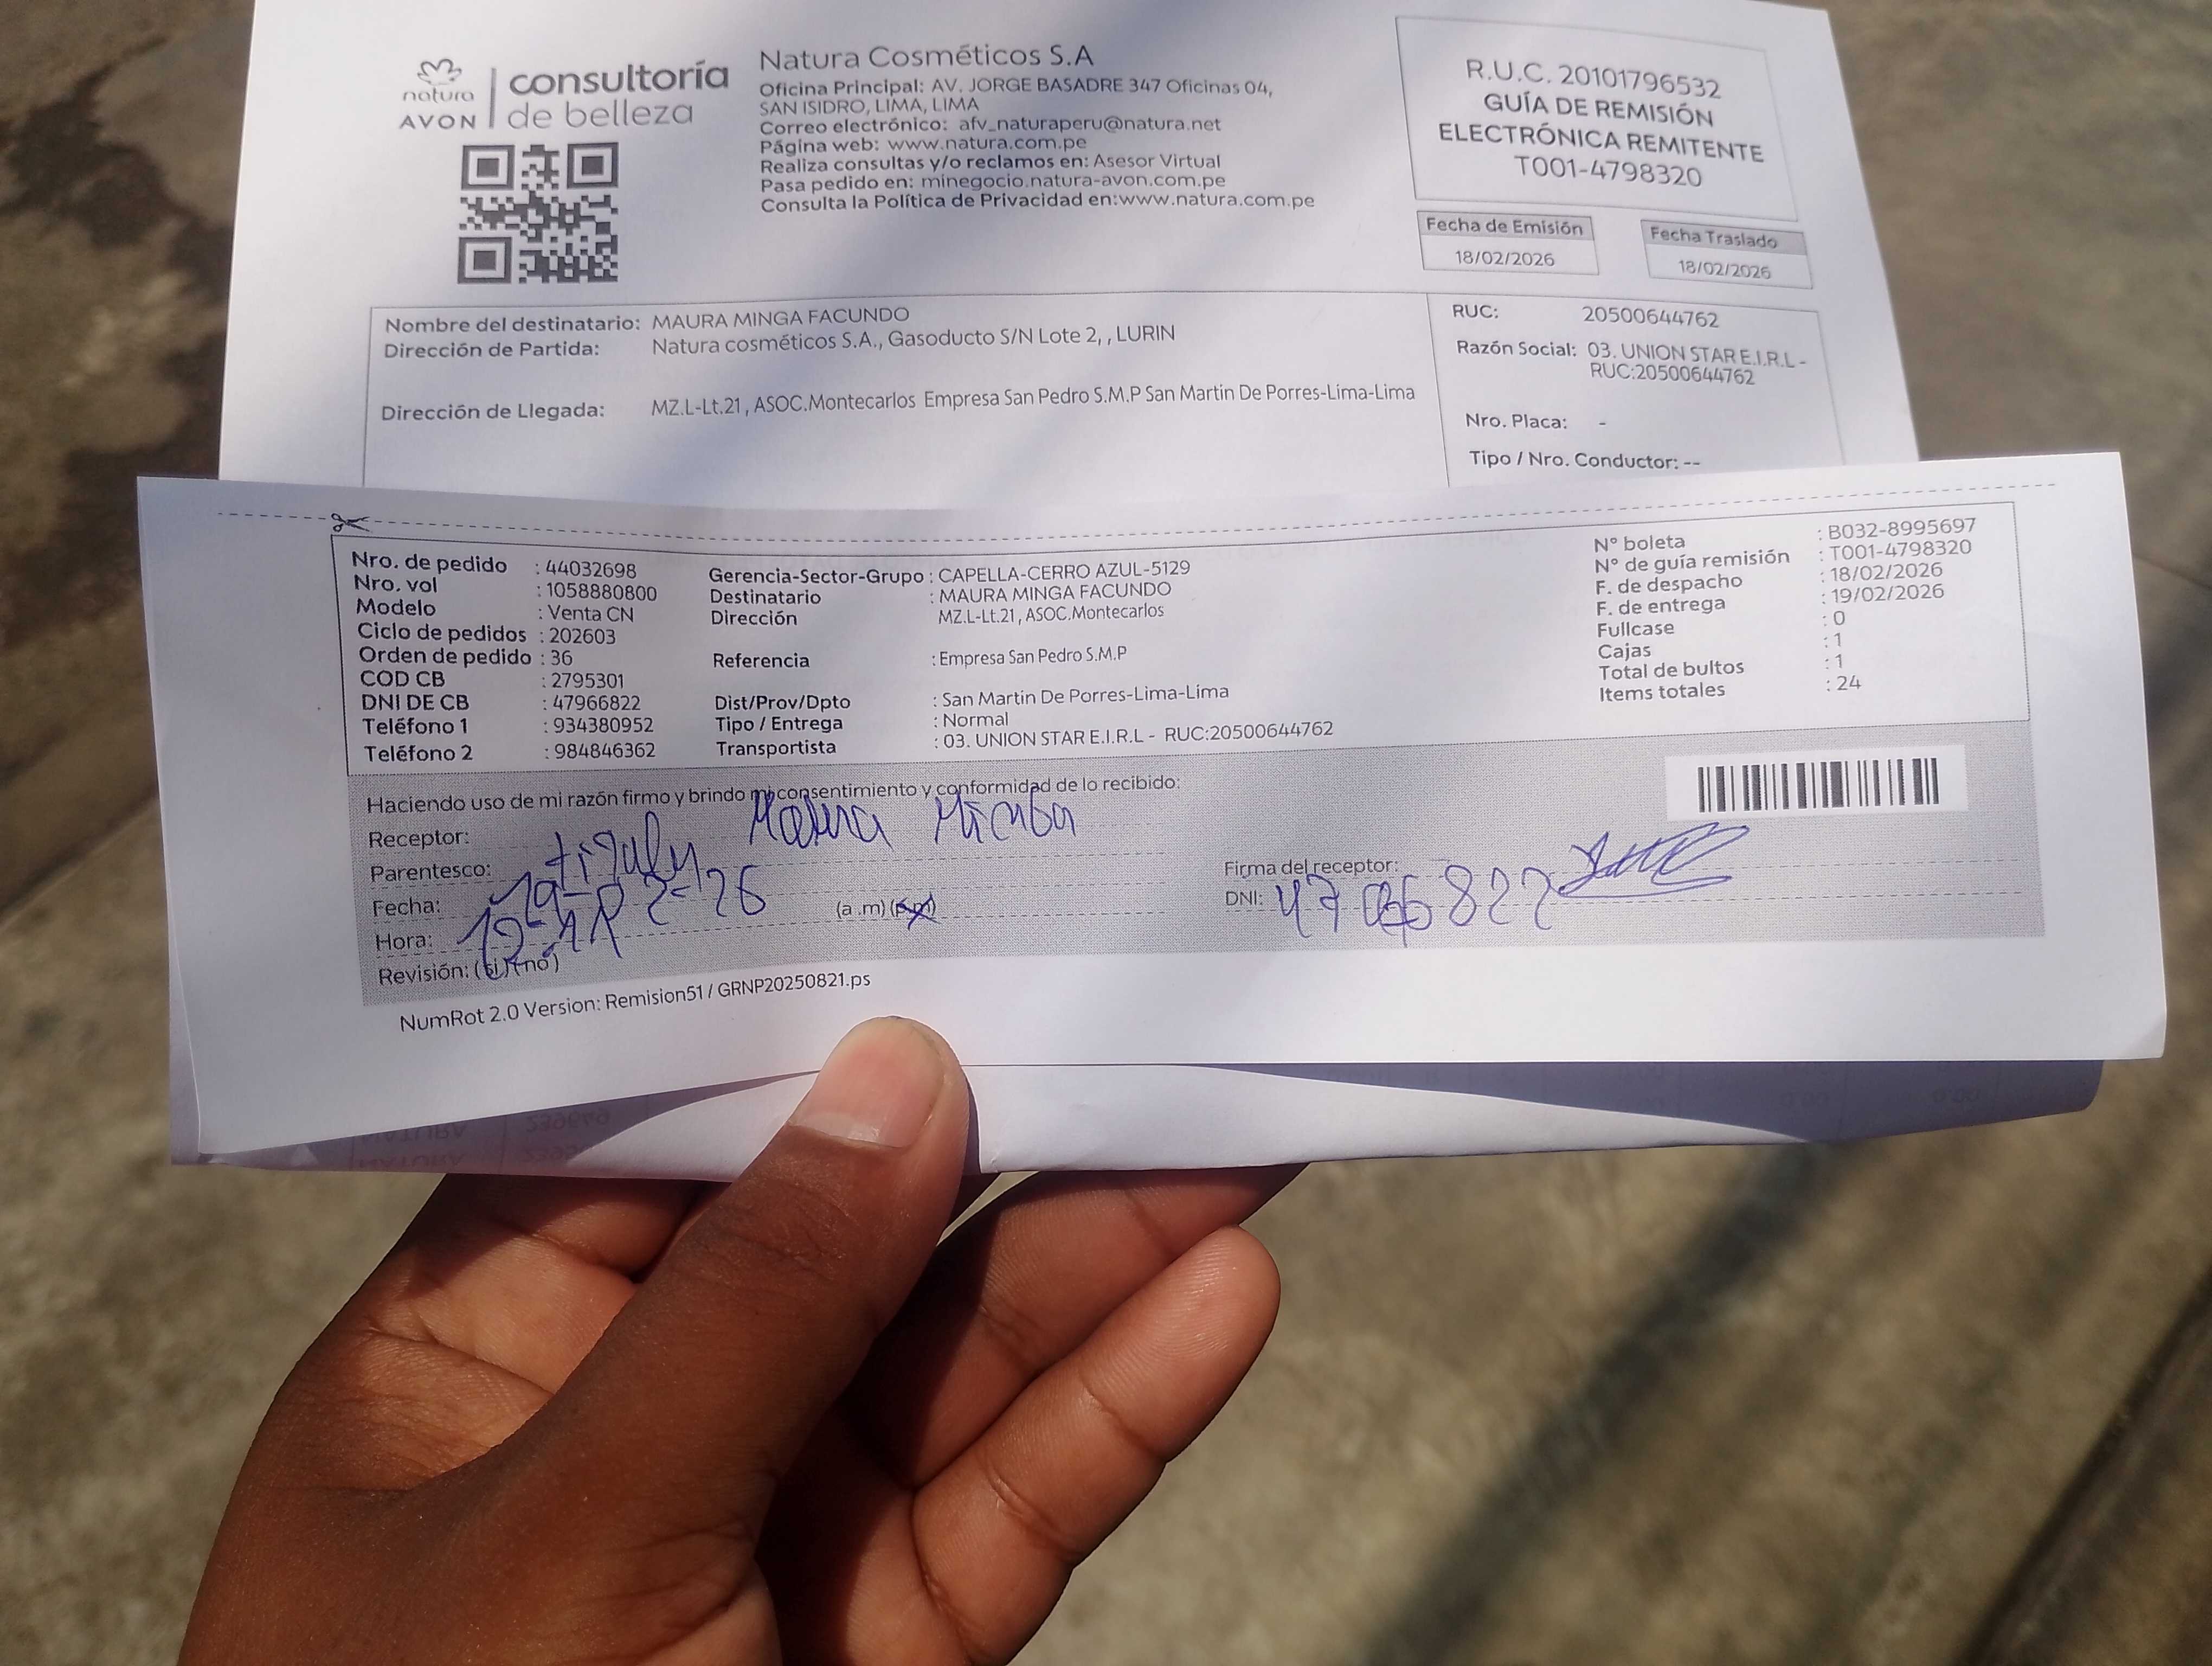 natura
AVON
consultoría
de belleza
Natura Cosméticos S.A
Oficina Principal: AV. JORGE BASADRE 347 Oficinas 04,
SAN ISIDRO, LIMA, LIMA
Correo electrónico: afv_naturaperu@natura.net
Página web: www.natura.com.pe
Realiza consultas y/o reclamos en: Asesor Virtual
Pasa pedido en: minegocio.natura-avon.com.pe
Consulta la Política de Privacidad en:www.natura.com.pe
R.U.C. 20101796532
GUÍA DE REMISIÓN
ELECTRÓNICA REMITENTE
T001-4798320
Fecha de Emisión
18/02/2026
Fecha Traslado
18/02/2026
Nombre del destinatario: MAURA MINGA FACUNDO
Dirección de Partida: Natura cosméticos S.A., Gasoducto S/N Lote 2, , LURIN
Dirección de Llegada: MZ.L-Lt.21 , ASOC.Montecarlos Empresa San Pedro S.M.P San Martin De Porres-Lima-Lima
RUC: 20500644762
Razón Social: 03. UNION STAR E.I.R.L -
RUC:20500644762
Nro. Placa: -
Tipo / Nro. Conductor: --
Nro. de pedido : 44032698
Nro. vol : 1058880800
Modelo : Venta CN
Ciclo de pedidos : 202603
Orden de pedido : 36
COD CB : 2795301
DNI DE CB : 47966822
Teléfono 1 : 934380952
Teléfono 2 : 984846362
Gerencia-Sector-Grupo : CAPELLA-CERRO AZUL-5129
Destinatario : MAURA MINGA FACUNDO
Dirección MZ.L-Lt.21 , ASOC.Montecarlos
Referencia : Empresa San Pedro S.M.P
Dist/Prov/Dpto : San Martin De Porres-Lima-Lima
Tipo / Entrega : Normal
Transportista : 03. UNION STAR E.I.R.L - RUC:20500644762
N° boleta : B032-8995697
N° de guía remisión : T001-4798320
F. de despacho : 18/02/2026
F. de entrega : 19/02/2026
Fullcase : 0
Cajas : 1
Total de bultos : 1
Items totales : 24
Haciendo uso de mi razón firmo y brindo mi consentimiento y conformidad de lo recibido:
Receptor: Maura
Parentesco:
Fecha: 19-2-26
Hora: (a .m) (p.m)
Revisión: (si) (no)
Firma del receptor:
DNI:
NumRot 2.0 Version: Remision51 / GRNP20250821.ps